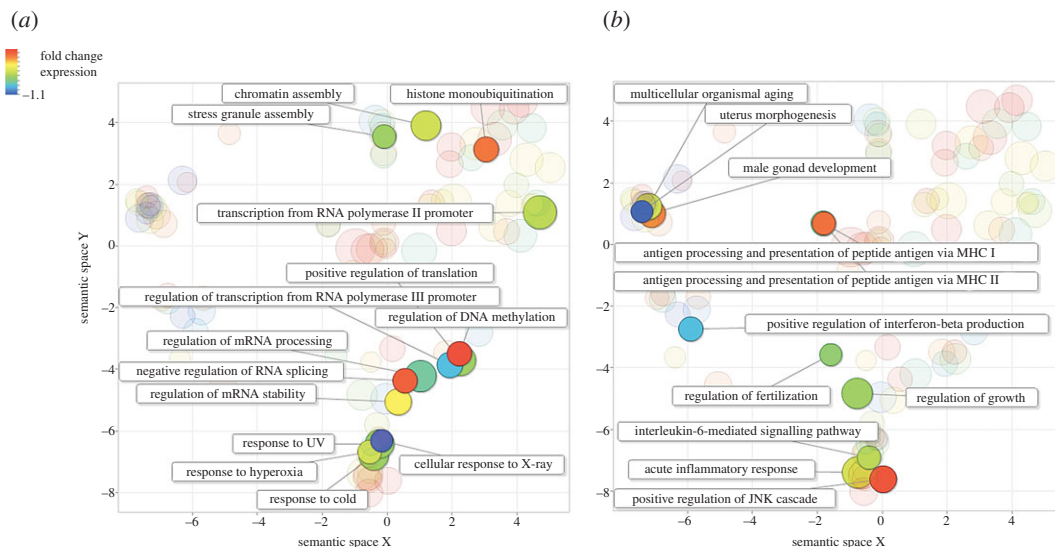 (a)
(b)
fold change
expression
–1.1
chromatin assembly
histone monoubiquitination
stress granule assembly
transcription from RNA polymerase II promoter
positive regulation of translation
regulation of transcription from RNA polymerase III promoter
regulation of DNA methylation
regulation of mRNA processing
negative regulation of RNA splicing
regulation of mRNA stability
response to UV
cellular response to X-ray
response to hyperoxia
response to cold
4
2
0
–2
–4
–6
–8
semantic space Y
–6
–4
–2
0
2
4
semantic space X
multicellular organismal aging
uterus morphogenesis
male gonad development
antigen processing and presentation of peptide antigen via MHC I
antigen processing and presentation of peptide antigen via MHC II
positive regulation of interferon-beta production
regulation of fertilization
regulation of growth
interleukin-6-mediated signalling pathway
acute inflammatory response
positive regulation of JNK cascade
4
2
0
–2
–4
–6
–8
–6
–4
–2
0
2
4
semantic space X